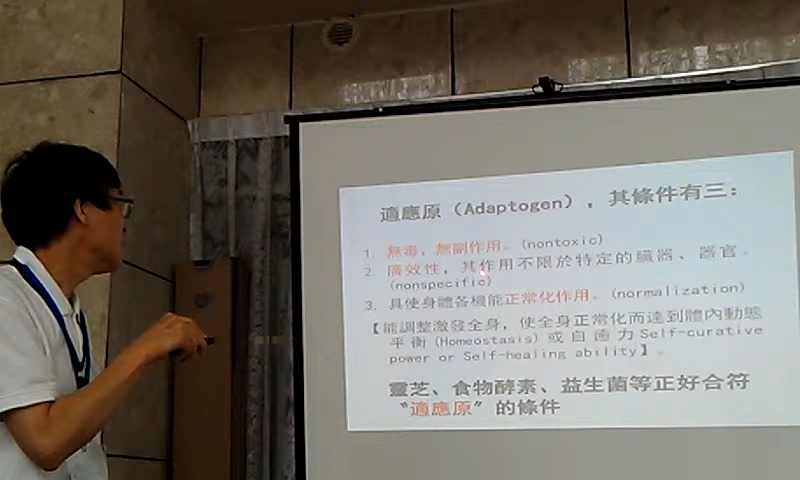 適應原（Adaptogen），其條件有三：
1. 無毒、無副作用。(nontoxic)
2. 廣效性，其作用不限於特定的臟器、器官。
(nonspecific)
3. 具使身體各機能正常化作用。(normalization)
【能調整激發全身，使全身正常化而達到體內動態
平衡(Homeostasis)或自癒力Self-curative
power or Self-healing ability】。
靈芝、食物酵素、益生菌等正好合符
“適應原”的條件